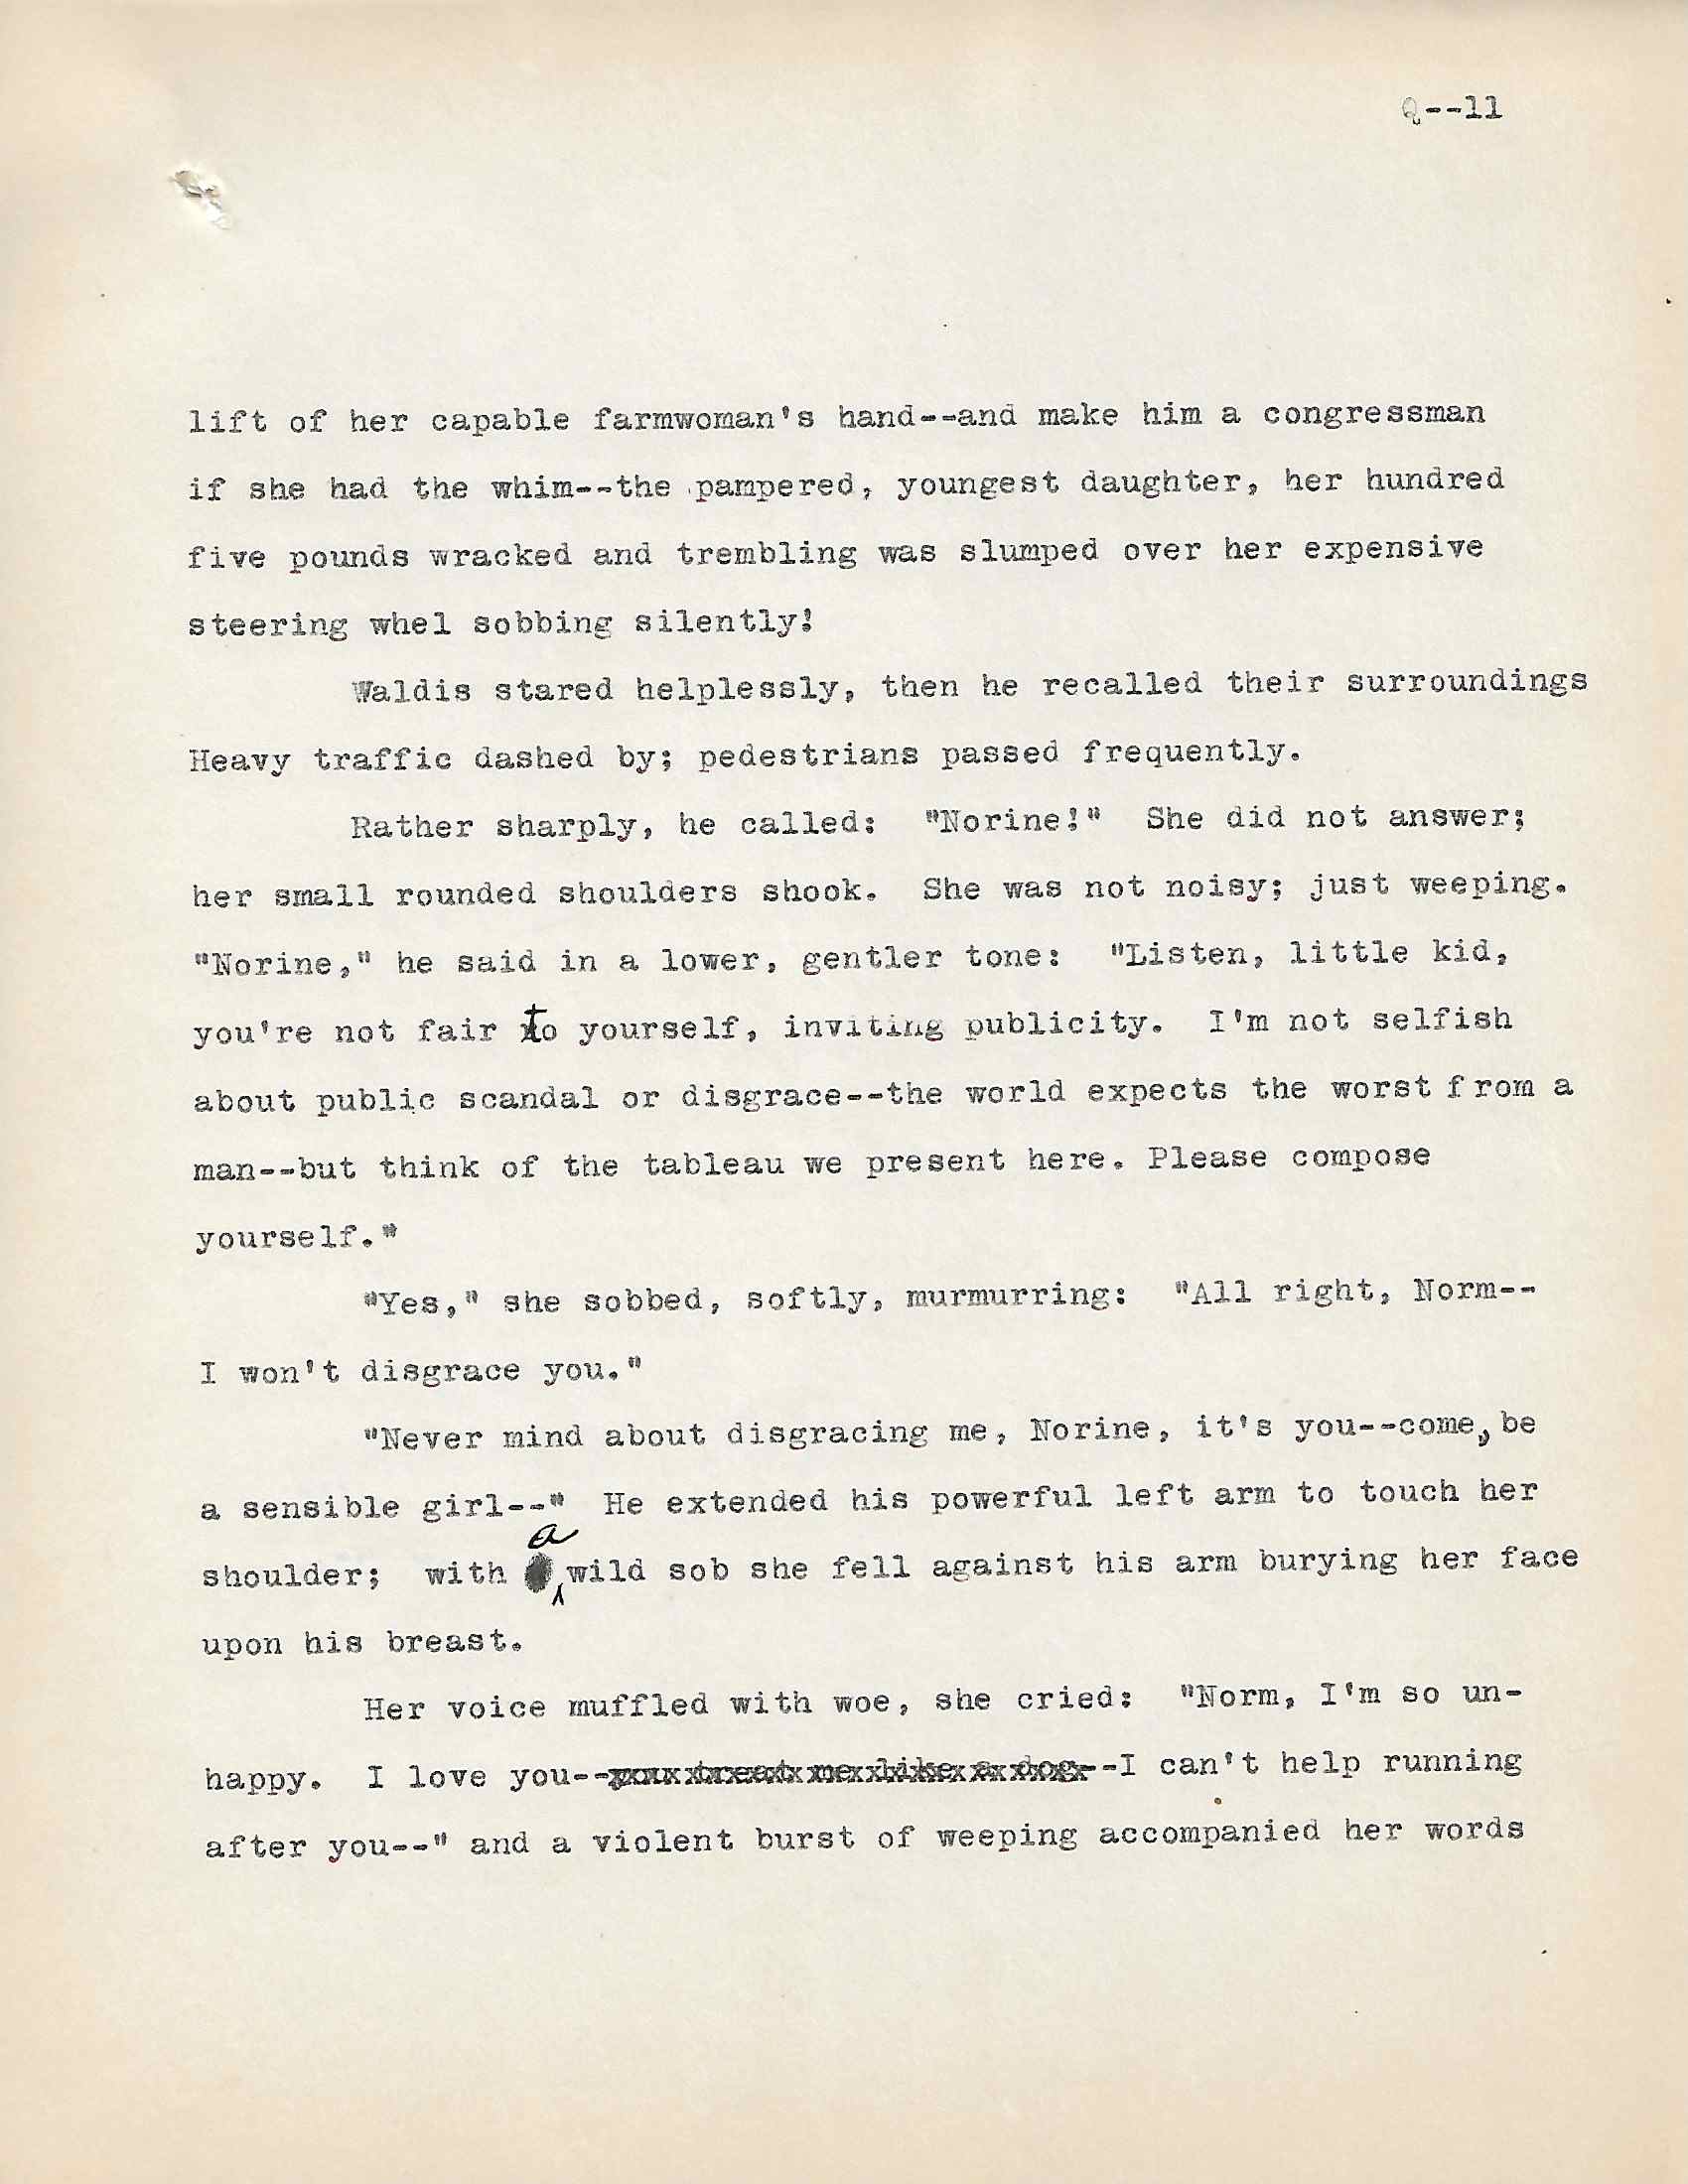 Q--11
lift of her capable farmwoman's hand--and make him a congressman
if she had the whim--the pampered, youngest daughter, her hundred
five pounds wracked and trembling was slumped over her expensive
steering whel sobbing silently!
Waldis stared helplessly, then he recalled their surroundings
Heavy traffic dashed by; pedestrians passed frequently.
Rather sharply, he called:  "Norine!"  She did not answer;
her small rounded shoulders shook.  She was not noisy; just weeping.
"Norine," he said in a lower, gentler tone:  "Listen, little kid,
you're not fair to yourself, inviting publicity.  I'm not selfish
about public scandal or disgrace--the world expects the worst from a
man--but think of the tableau we present here. Please compose
yourself."
"Yes," she sobbed, softly, murmurring:  "All right, Norm--
I won't disgrace you."
"Never mind about disgracing me, Norine, it's you--come, be
a sensible girl--"  He extended his powerful left arm to touch her
shoulder;  with a wild sob she fell against his arm burying her face
upon his breast.
Her voice muffled with woe, she cried:  "Norm, I'm so un-
happy.  I love you--you treat me like a dog--I can't help running
after you--" and a violent burst of weeping accompanied her words